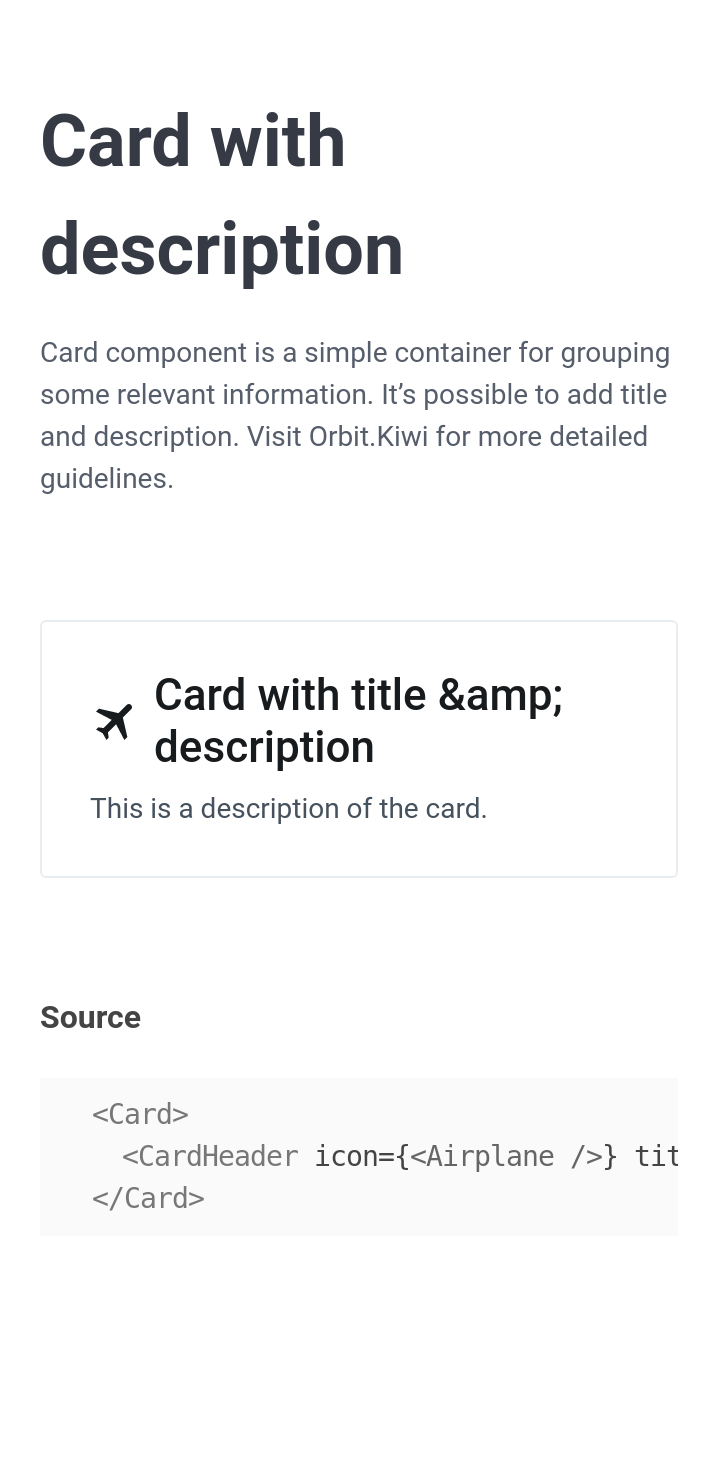 Card with
description
Card component is a simple container for grouping
some relevant information. It’s possible to add title
and description. Visit Orbit.Kiwi for more detailed
guidelines.
Card with title &amp;amp;
description
This is a description of the card.
Source
<Card>
  <CardHeader icon={<Airplane />} tit
</Card>